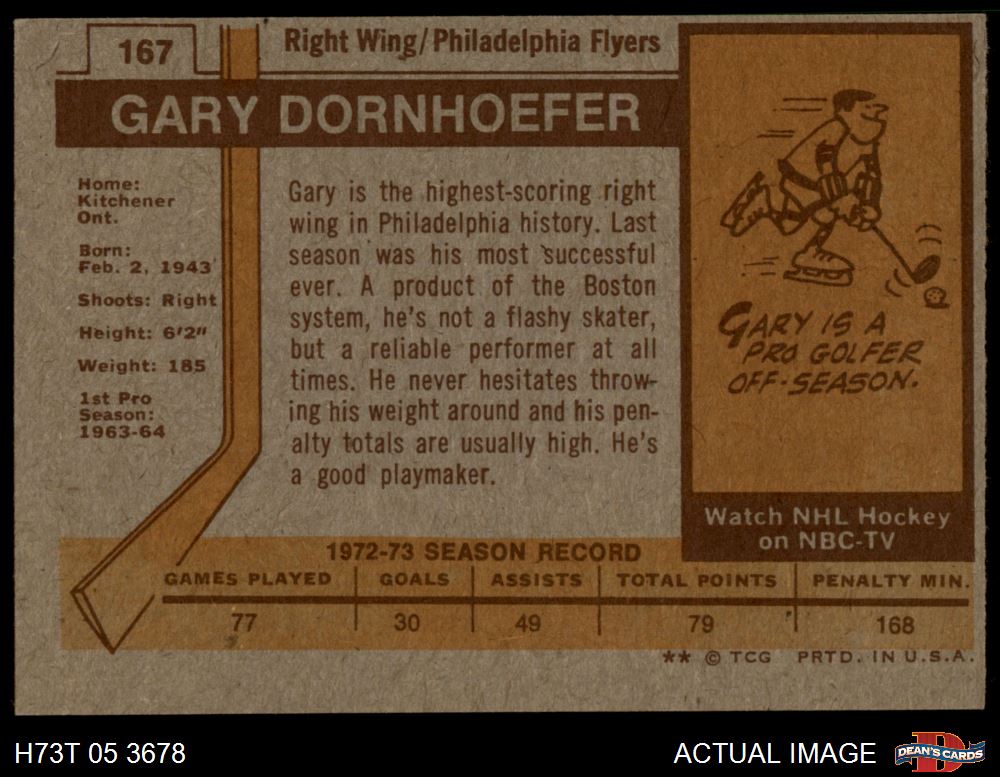 167
Right Wing/Philadelphia Flyers
GARY DORNHOEFER
Home:
Kitchener
Ont.
Born:
Feb. 2, 1943
Shoots: Right
Height: 6'2"
Weight: 185
1st Pro
Season:
1963-64
Gary is the highest-scoring right
wing in Philadelphia history. Last
season was his most successful
ever. A product of the Boston
system, he's not a flashy skater,
but a reliable performer at all
times. He never hesitates throw-
ing his weight around and his pen-
alty totals are usually high. He's
a good playmaker.
GARY IS A
PRO GOLFER
OFF-SEASON.
Watch NHL Hockey
on NBC-TV
1972-73 SEASON RECORD
GAMES PLAYED GOALS ASSISTS TOTAL POINTS PENALTY MIN.
77 30 49 79 168
** © TCG PRTD. IN U.S.A.
H73T 05 3678
ACTUAL IMAGE
D
DEAN'S CARDS